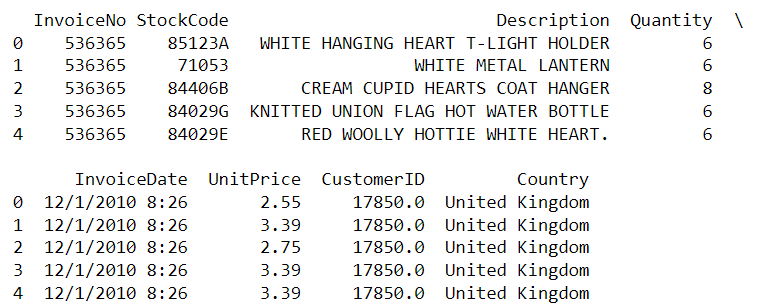 InvoiceNo StockCode Description Quantity \
0 536365 85123A WHITE HANGING HEART T-LIGHT HOLDER 6
1 536365 71053 WHITE METAL LANTERN 6
2 536365 84406B CREAM CUPID HEARTS COAT HANGER 8
3 536365 84029G KNITTED UNION FLAG HOT WATER BOTTLE 6
4 536365 84029E RED WOOLLY HOTTIE WHITE HEART. 6
InvoiceDate UnitPrice CustomerID Country
0 12/1/2010 8:26 2.55 17850.0 United Kingdom
1 12/1/2010 8:26 3.39 17850.0 United Kingdom
2 12/1/2010 8:26 2.75 17850.0 United Kingdom
3 12/1/2010 8:26 3.39 17850.0 United Kingdom
4 12/1/2010 8:26 3.39 17850.0 United Kingdom